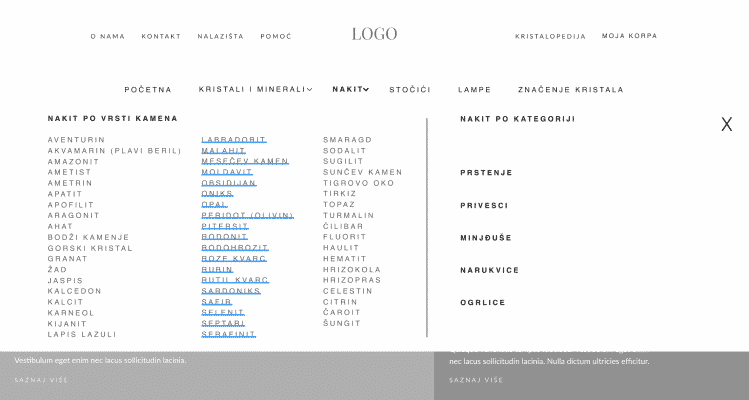 O NAMA KONTAKT NALAZIŠTA POMOĆ
LOGO
KRISTALOPEDIJA MOJA KORPA
POČETNA KRISTALI I MINERALI NAKIT STOČIĆI LAMPE ZNAČENJE KRISTALA
NAKIT PO VRSTI KAMENA
AVENTURIN
AKVAMARIN (PLAVI BERIL)
AMAZONIT
AMETIST
AMETRIN
APATIT
APOFILIT
ARAGONIT
AHAT
BODŽI KAMENJE
GORSKI KRISTAL
GRANAT
ŽAD
JASPIS
KALCEDON
KALCIT
KARNEOL
KIJANIT
LAPIS LAZULI
LABRADORIT
MALAHIT
MESEČEV KAMEN
MOLDAVIT
OBSIDIJAN
ONIKS
OPAL
PERIDOT (OLIVIN)
PITERSIT
RODONIT
RODOHROZIT
ROZE KVARC
RUBIN
RUTIL KVARC
SARDONIKS
SAFIR
SELENIT
SEPTARI
SERAFINIT
SMARAGD
SODALIT
SUGILIT
SUNČEV KAMEN
TIGROVO OKO
TIRKIZ
TOPAZ
TURMALIN
ĆILIBAR
FLUORIT
HAULIT
HEMATIT
HRIZOKOLA
HRIZOPRAS
CELESTIN
CITRIN
ČAROIT
ŠUNGIT
NAKIT PO KATEGORIJI
X
PRSTENJE
PRIVESCI
MINĐUŠE
NARUKVICE
OGRLICE
Vestibulum eget enim nec lacus sollicitudin lacinia.
SAZNAJ VIŠE
nec lacus sollicitudin lacinia. Nulla dictum ultricies efficitur.
SAZNAJ VIŠE